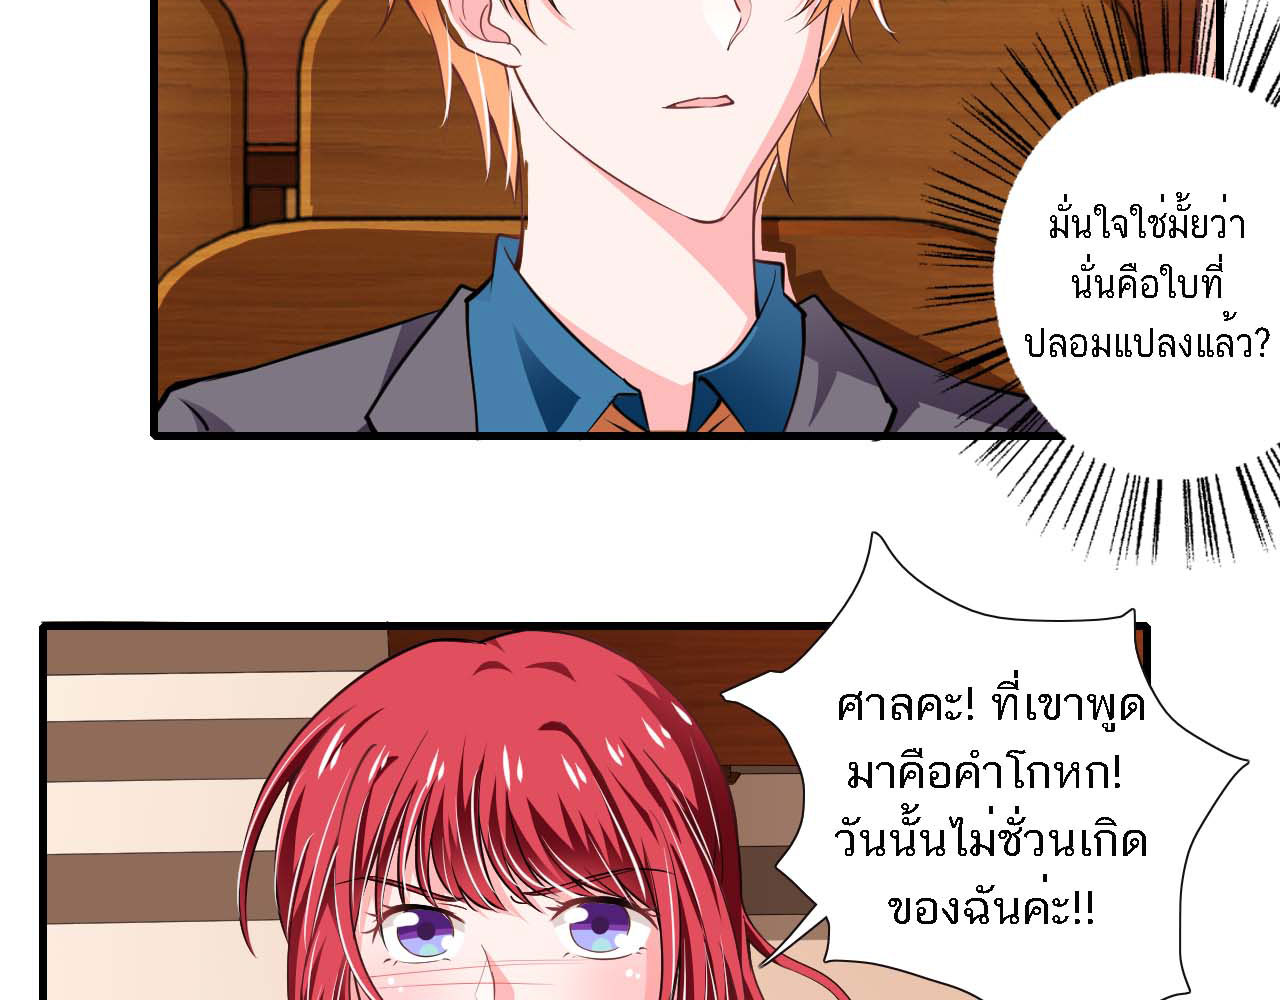 มั่นใจใช่มั้ยว่า
นั่นคือใบที่
ปลอมแปลงแล้ว?
ศาลคะ! ที่เขาพูด
มาคือคำโกหก!
วันนั้นไม่ชั่วนเกิด
ของฉันค่ะ!!